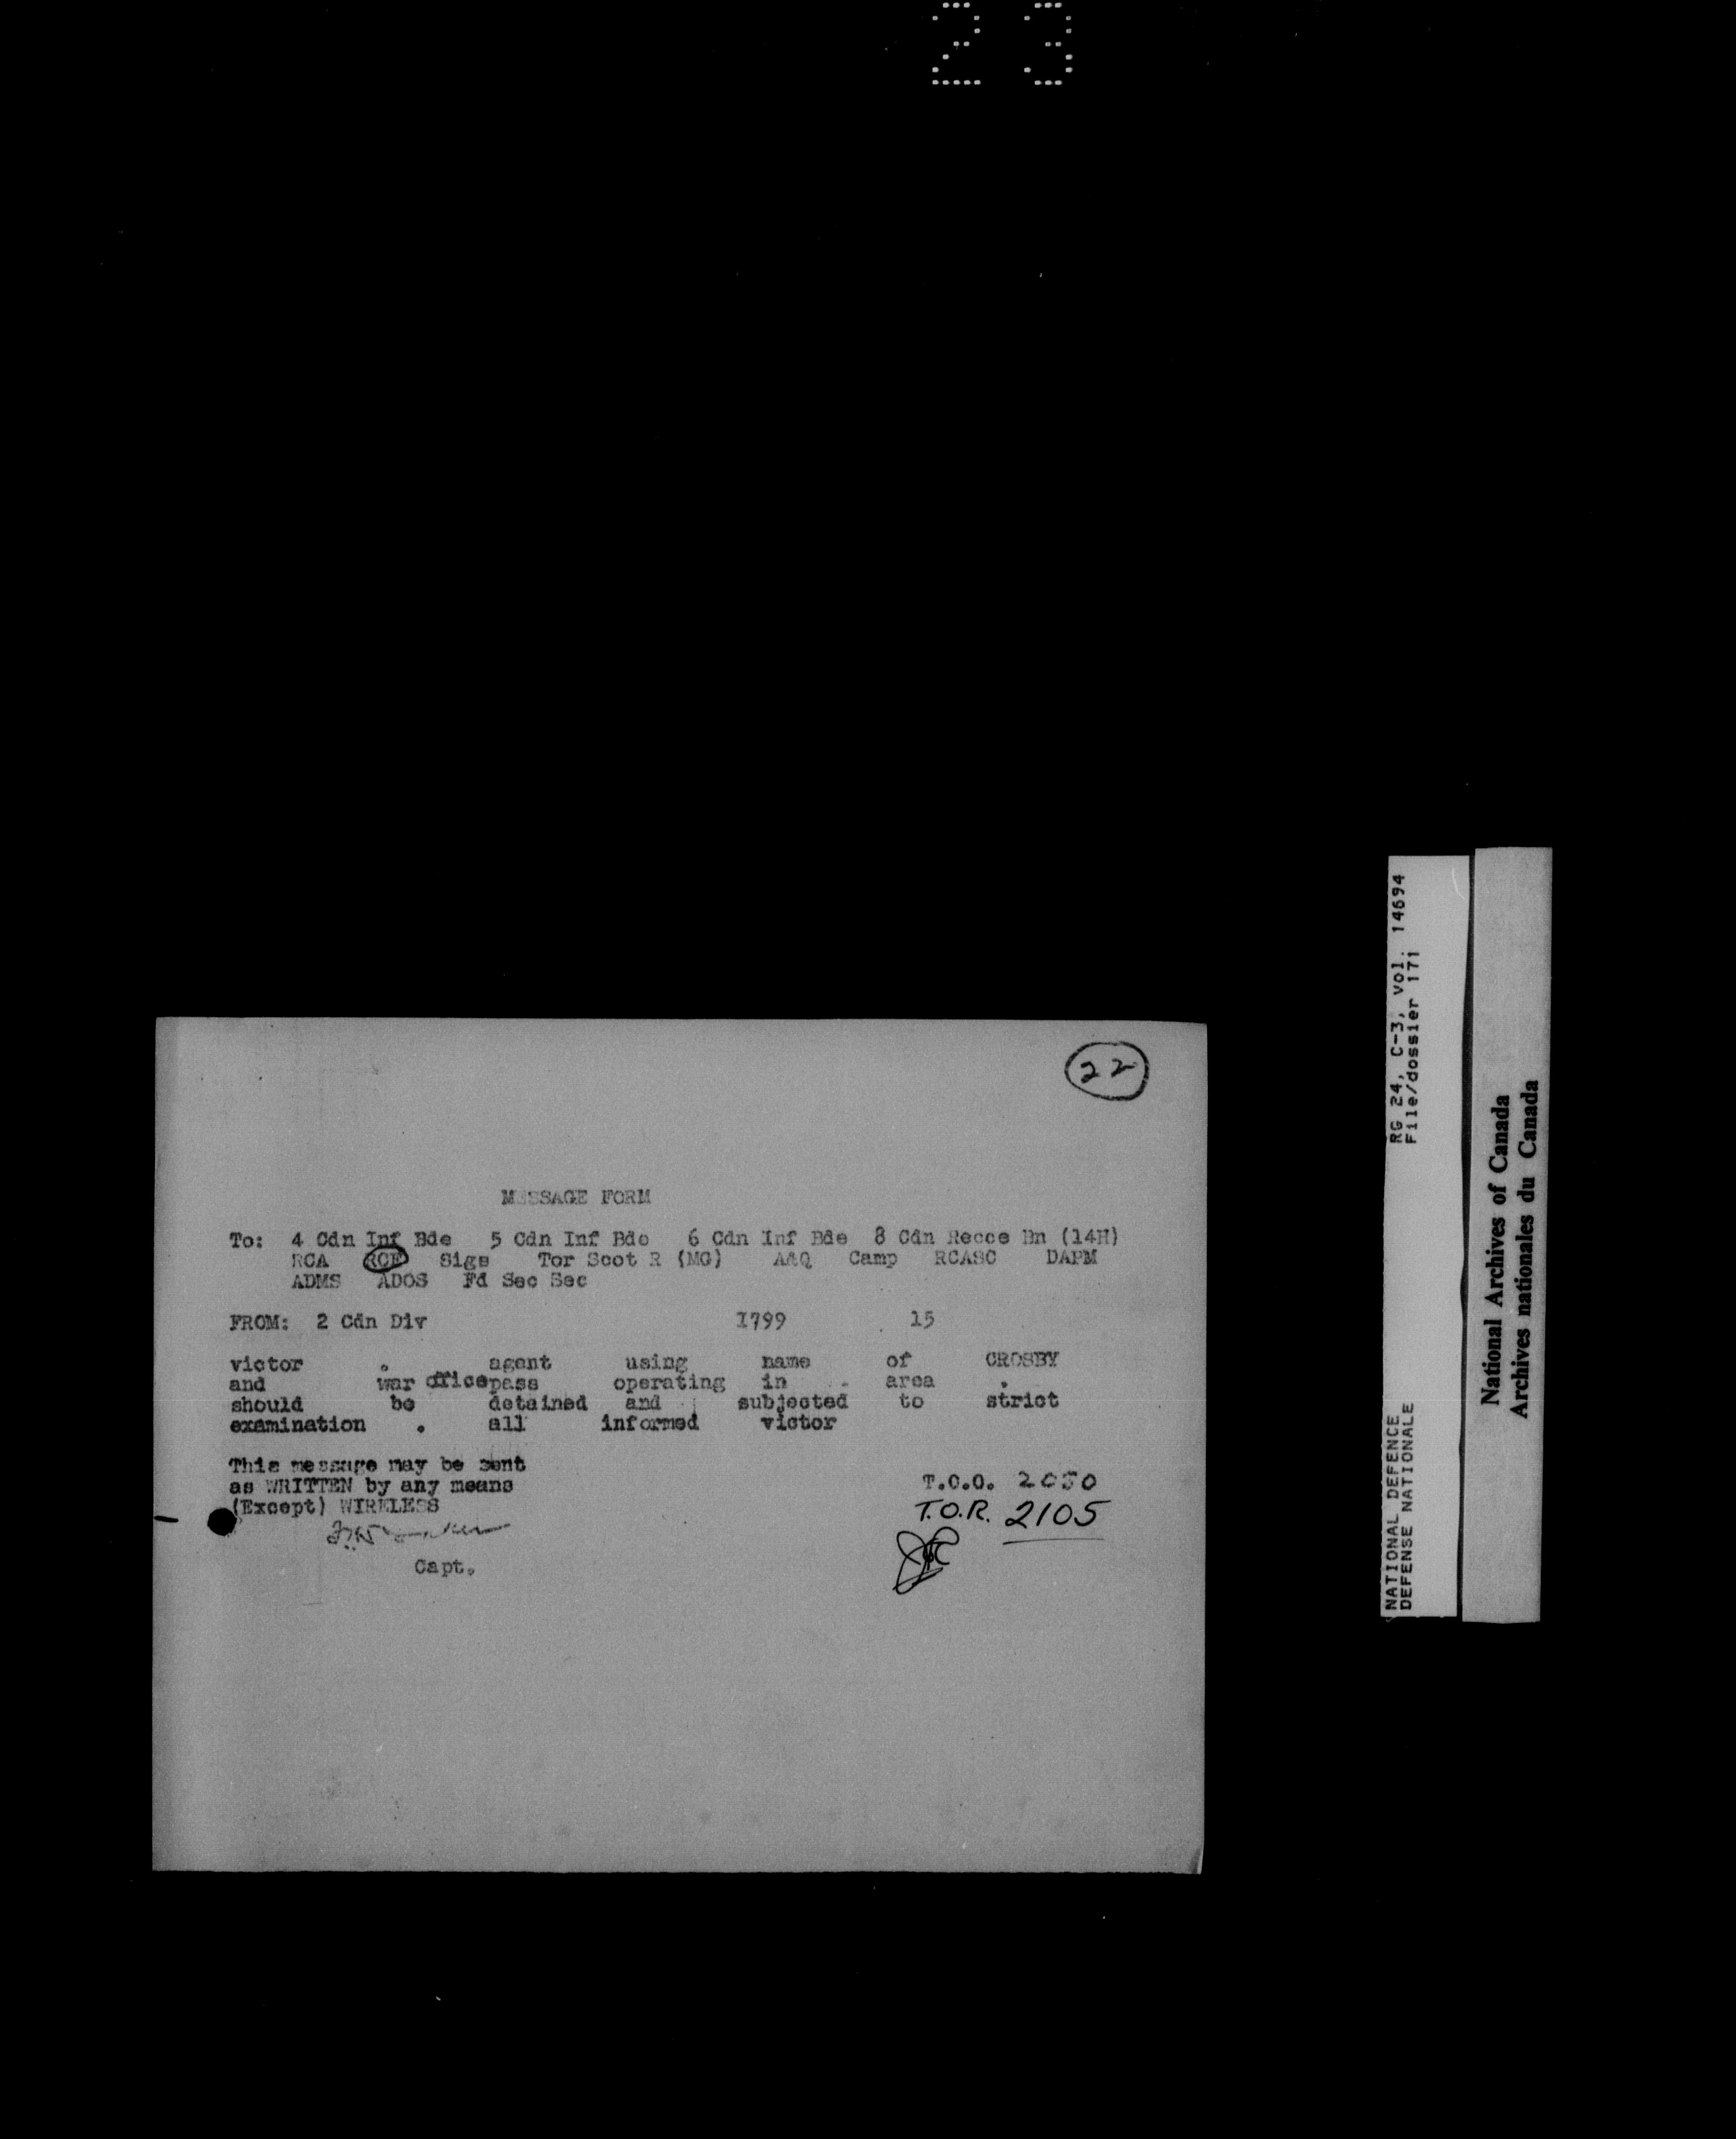 23
22
MESSAGE FORM
To: 4 Cdn Inf Bde 5 Cdn Inf Bde 6 Cdn Inf Bde 8 Cdn Recce Bn (14H)
RCA RCE Sigs Tor Scot R (MG) A&Q Camp RCASC DAPM
ADMS ADOS Fd Sec Sec
FROM: 2 Cdn Div I799 15
victor . agent using name of CROSBY
and war office pass operating in area .
should be detained and subjected to strict
examination . all informed victor
This message may be sent
as WRITTEN by any means
(Except) WIRELESS
Capt.
T.O.O. 2050
T.O.R. 2105
RG 24, C-3, vol. 14694
File/dossier 171
NATIONAL DEFENCE
DEFENSE NATIONALE
National Archives of Canada
Archives nationales du Canada